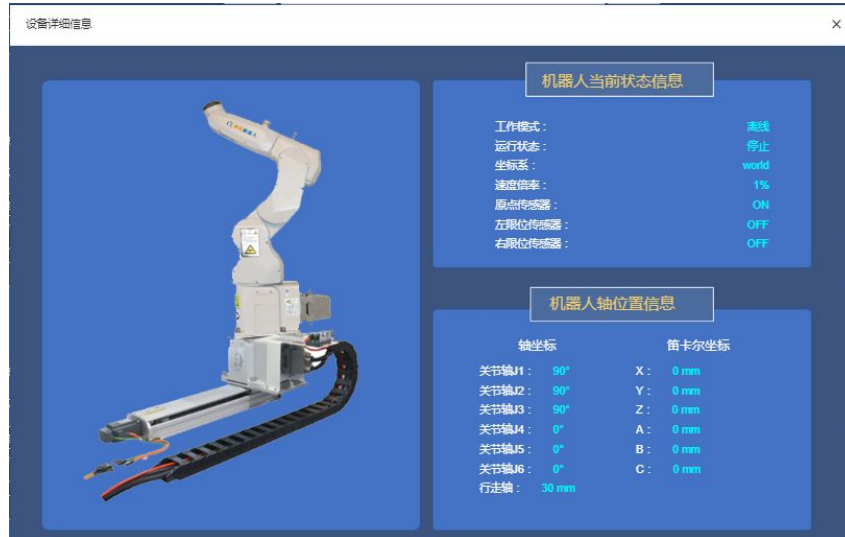 设备详细信息
×
机器人当前状态信息
工作模式： 离线
运行状态： 停止
坐标系： world
速度倍率： 1%
原点传感器： ON
左限位传感器： OFF
右限位传感器： OFF
机器人轴位置信息
轴坐标 笛卡尔坐标
关节轴J1： 90° X： 0 mm
关节轴J2： 90° Y： 0 mm
关节轴J3： 90° Z： 0 mm
关节轴J4： 0° A： 0 mm
关节轴J5： 0° B： 0 mm
关节轴J6： 0° C： 0 mm
行走轴： 30 mm